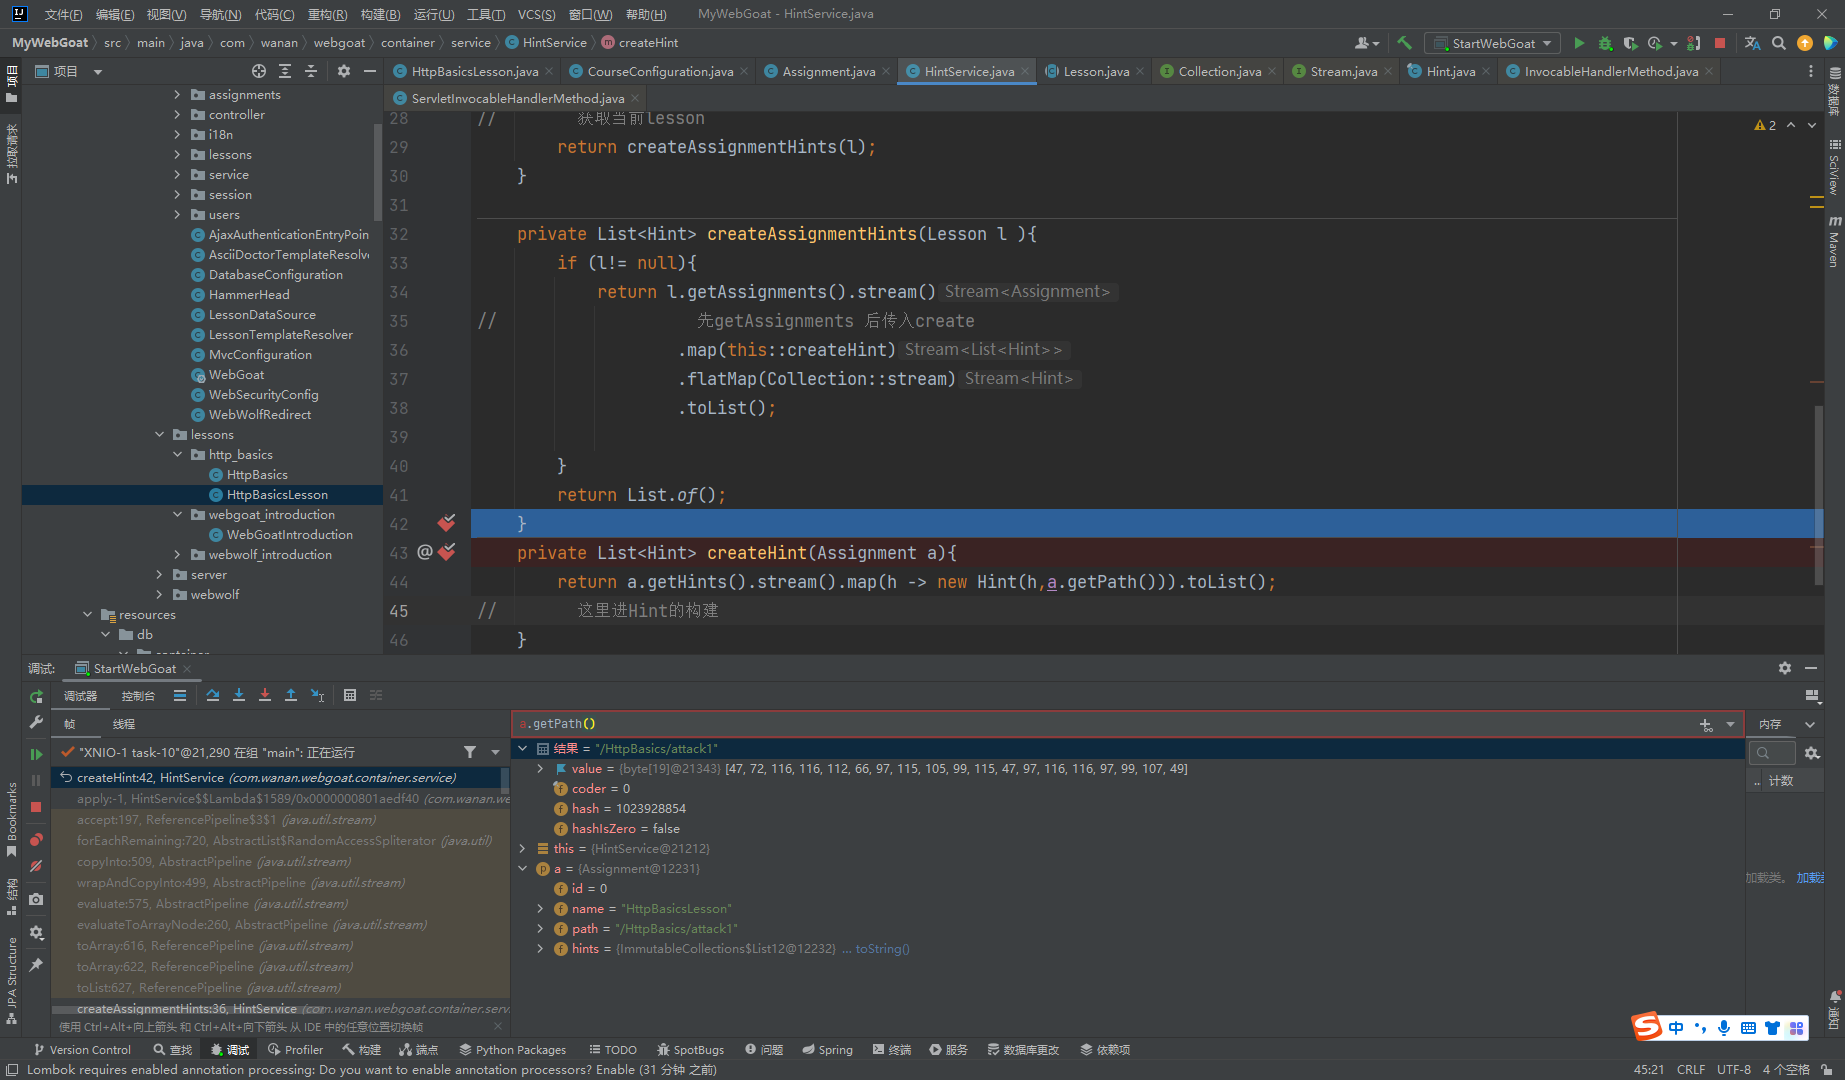 文件(F) 编辑(E) 视图(V) 导航(N) 代码(C) 重构(R) 构建(B) 运行(U) 工具(T) VCS(S) 窗口(W) 帮助(H) MyWebGoat - HintService.java
MyWebGoat src main java com wanan webgoat container service HintService createHint StartWebGoat
项目
HttpBasicsLesson.java CourseConfiguration.java Assignment.java HintService.java Lesson.java Collection.java Stream.java Hint.java InvocableHandlerMethod.java
ServletInvocableHandlerMethod.java
项目
拉取请求
Bookmarks
结构
JPA Structure
assignments
controller
i18n
lessons
service
session
users
AjaxAuthenticationEntryPoin
AsciiDoctorTemplateResolve
DatabaseConfiguration
HammerHead
LessonDataSource
LessonTemplateResolver
MvcConfiguration
WebGoat
WebSecurityConfig
WebWolfRedirect
lessons
http_basics
HttpBasics
HttpBasicsLesson
webgoat_introduction
WebGoatIntroduction
webwolf_introduction
server
webwolf
resources
db
container
28 // 获取当前lesson
29 return createAssignmentHints(l);
30 }
31
32 private List<Hint> createAssignmentHints(Lesson l ){
33 if (l!= null){
34 return l.getAssignments().stream() Stream<Assignment>
35 // 先getAssignments 后传入create
36 .map(this::createHint) Stream<List<Hint>>
37 .flatMap(Collection::stream) Stream<Hint>
38 .toList();
39
40 }
41 return List.of();
42 }
43 @ private List<Hint> createHint(Assignment a){
44 return a.getHints().stream().map(h -> new Hint(h,a.getPath())).toList();
45 // 这里进Hint的构建
46 }
2
数据库
SciView
Maven
通知
调试: StartWebGoat
调试器 控制台
帧 线程
"XNIO-1 task-10"@21,290 在组 "main": 正在运行
createHint:42, HintService (com.wanan.webgoat.container.service)
apply:-1, HintService$$Lambda$1589/0x0000000801aedf40 (com.wanan.we
accept:197, ReferencePipeline$3$1 (java.util.stream)
forEachRemaining:720, AbstractList$RandomAccessSpliterator (java.util)
copyInto:509, AbstractPipeline (java.util.stream)
wrapAndCopyInto:499, AbstractPipeline (java.util.stream)
evaluate:575, AbstractPipeline (java.util.stream)
evaluateToArrayNode:260, AbstractPipeline (java.util.stream)
toArray:616, ReferencePipeline (java.util.stream)
toArray:622, ReferencePipeline (java.util.stream)
toList:627, ReferencePipeline (java.util.stream)
createAssignmentHints:36, HintService (com.wanan.webgoat.container.serv
使用 Ctrl+Alt+向上箭头 和 Ctrl+Alt+向下箭头 从 IDE 中的任意位置切换帧
a.getPath()
结果 = "/HttpBasics/attack1"
value = {byte[19]@21343} [47, 72, 116, 116, 112, 66, 97, 115, 105, 99, 115, 47, 97, 116, 116, 97, 99, 107, 49]
coder = 0
hash = 1023928854
hashIsZero = false
this = {HintService@21212}
a = {Assignment@12231}
id = 0
name = "HttpBasicsLesson"
path = "/HttpBasics/attack1"
hints = {ImmutableCollections$List12@12232} ... toString()
内存
.. 计数
加载类。 加载
中
Version Control 查找 调试 Profiler 构建 端点 Python Packages TODO SpotBugs 问题 Spring 终端 服务 数据库更改 依赖项
Lombok requires enabled annotation processing: Do you want to enable annotation processors? Enable (31 分钟 之前) 45:21 CRLF UTF-8 4 个空格